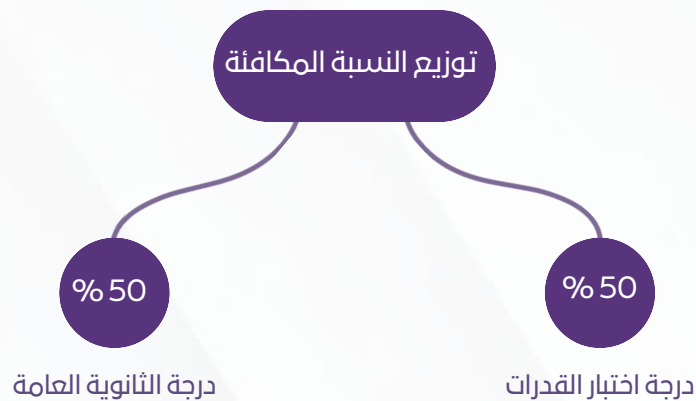 توزيع النسبة المكافئة
% 50
% 50
درجة اختبار القدرات
درجة الثانوية العامة